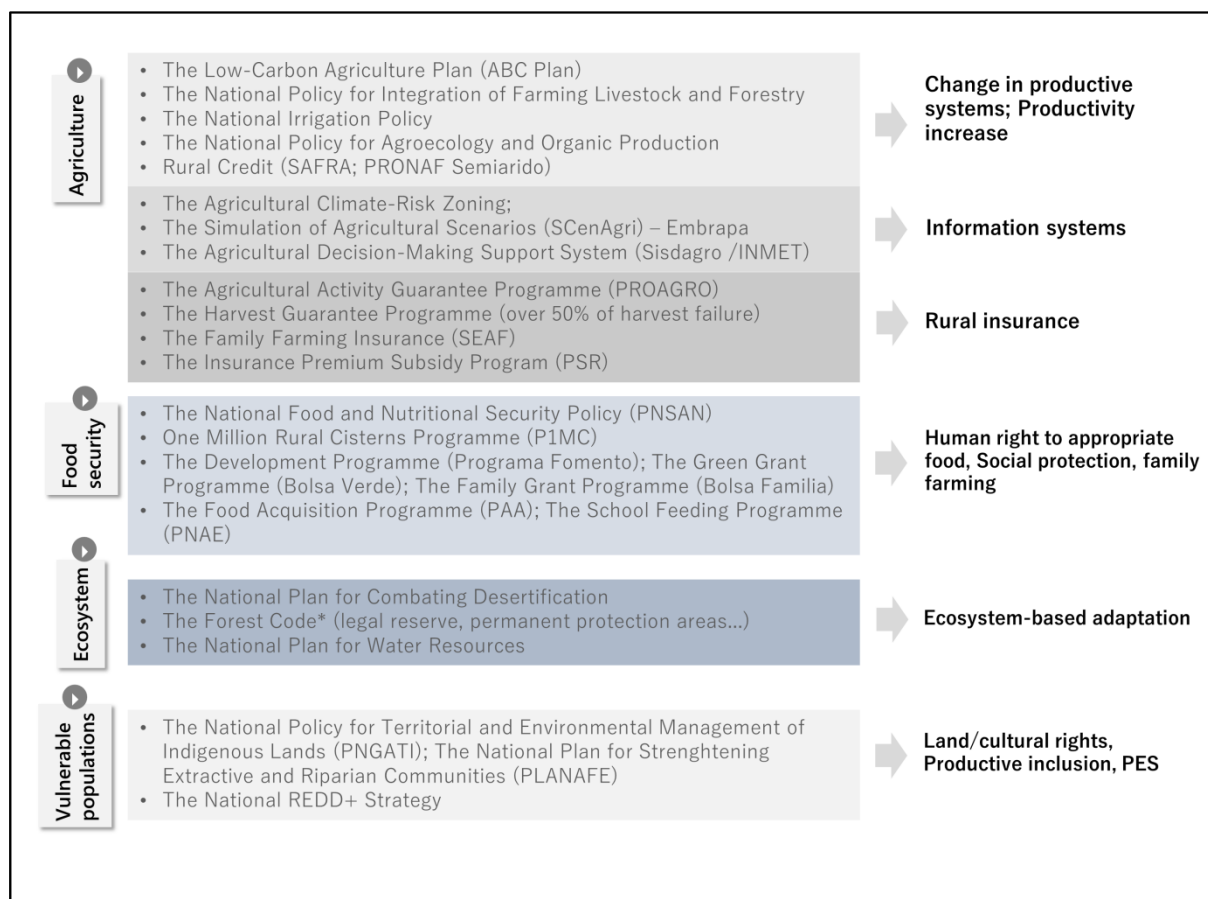 Agriculture
• The Low-Carbon Agriculture Plan (ABC Plan)
• The National Policy for Integration of Farming Livestock and Forestry
• The National Irrigation Policy
• The National Policy for Agroecology and Organic Production
• Rural Credit (SAFRA; PRONAF Semiarido)
Change in productive
systems; Productivity
increase
• The Agricultural Climate-Risk Zoning;
• The Simulation of Agricultural Scenarios (SCenAgri) – Embrapa
• The Agricultural Decision-Making Support System (Sisdagro /INMET)
Information systems
• The Agricultural Activity Guarantee Programme (PROAGRO)
• The Harvest Guarantee Programme (over 50% of harvest failure)
• The Family Farming Insurance (SEAF)
• The Insurance Premium Subsidy Program (PSR)
Rural insurance
Food
security
• The National Food and Nutritional Security Policy (PNSAN)
• One Million Rural Cisterns Programme (P1MC)
• The Development Programme (Programa Fomento); The Green Grant
Programme (Bolsa Verde); The Family Grant Programme (Bolsa Familia)
• The Food Acquisition Programme (PAA); The School Feeding Programme
(PNAE)
Human right to appropriate
food, Social protection, family
farming
Ecosystem
• The National Plan for Combating Desertification
• The Forest Code* (legal reserve, permanent protection areas...)
• The National Plan for Water Resources
Ecosystem-based adaptation
Vulnerable
populations
• The National Policy for Territorial and Environmental Management of
Indigenous Lands (PNGATI); The National Plan for Strenghtening
Extractive and Riparian Communities (PLANAFE)
• The National REDD+ Strategy
Land/cultural rights,
Productive inclusion, PES